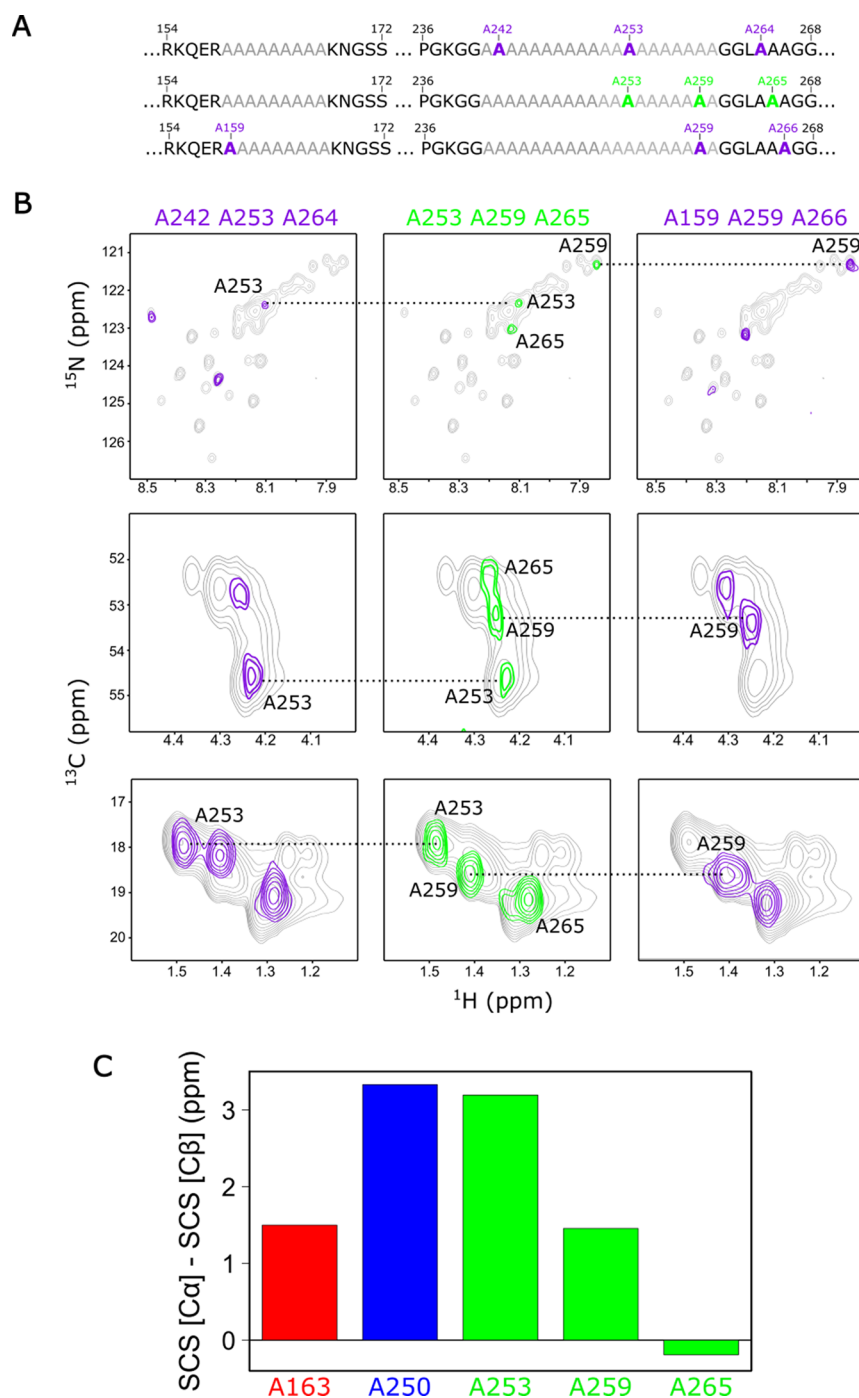 A
154 172 236 A242 A253 A264 268
...RKQERAAAAAAAAAKNGSS ... PGKGGAAAAAAAAAAAAAAAAAAAAGGLAAAGG...
154 172 236 A253 A259 A265 268
...RKQERAAAAAAAAAKNGSS ... PGKGGAAAAAAAAAAAAAAAAAAAAGGLAAAGG...
154 A159 172 236 A259 A266 268
...RKQERAAAAAAAAAKNGSS ... PGKGGAAAAAAAAAAAAAAAAAAAAGGLAAAGG...
B
A242 A253 A264 A253 A259 A265 A159 A259 A266
121
122
123
124
125
126
15N (ppm)
A253
A259
A253
A265
A259
8.5 8.3 8.1 7.9 8.5 8.3 8.1 7.9 8.5 8.3 8.1 7.9
52
53
54
55
A253
A265
A259
A253
A259
4.4 4.3 4.2 4.1 4.4 4.3 4.2 4.1 4.4 4.3 4.2 4.1
13C (ppm)
17
18
19
20
A253
A253
A259
A265
A259
1.5 1.4 1.3 1.2 1.5 1.4 1.3 1.2 1.5 1.4 1.3 1.2
1H (ppm)
C
SCS [Cα] - SCS [Cβ] (ppm)
3
2
1
0
A163 A250 A253 A259 A265